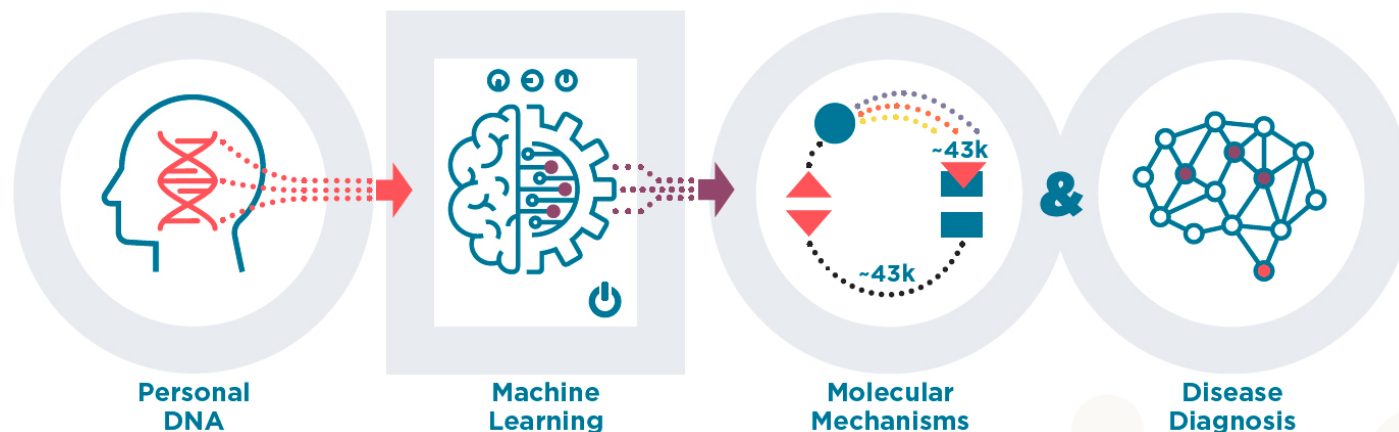 ~43k
~43k
&
Personal
DNA
Machine
Learning
Molecular
Mechanisms
Disease
Diagnosis